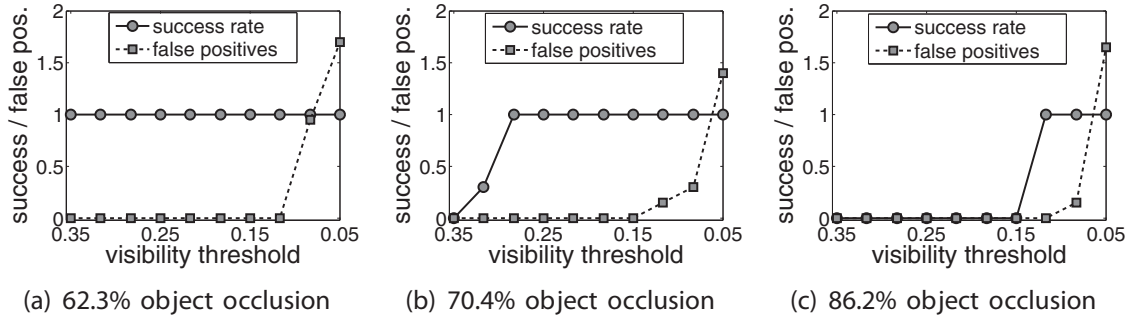 success / false pos.
2
1.5
1
0.5
0
success rate
false positives
0.35 0.25 0.15 0.05
visibility threshold
(a) 62.3% object occlusion
success / false pos.
2
1.5
1
0.5
0
success rate
false positives
0.35 0.25 0.15 0.05
visibility threshold
(b) 70.4% object occlusion
success / false pos.
2
1.5
1
0.5
0
success rate
false positives
0.35 0.25 0.15 0.05
visibility threshold
(c) 86.2% object occlusion